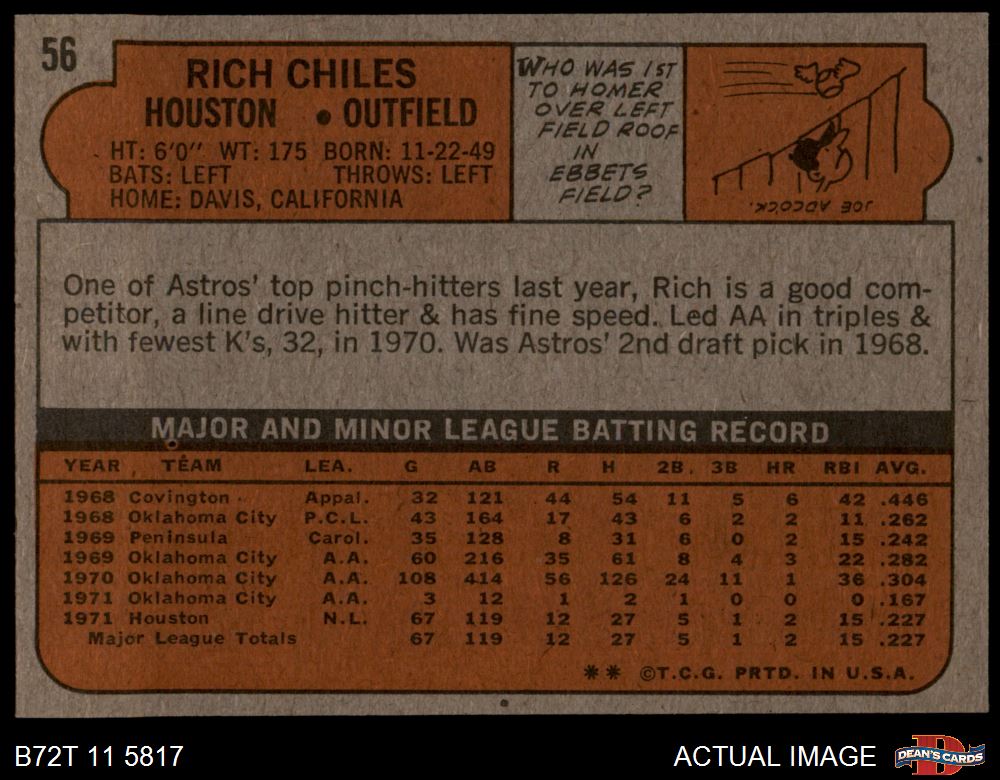 56
RICH CHILES
HOUSTON • OUTFIELD
HT: 6'0" WT: 175 BORN: 11-22-49
BATS: LEFT THROWS: LEFT
HOME: DAVIS, CALIFORNIA
WHO WAS 1ST
TO HOMER
OVER LEFT
FIELD ROOF
IN
EBBETS
FIELD?
JOE ADCOCK.
One of Astros' top pinch-hitters last year, Rich is a good com-
petitor, a line drive hitter & has fine speed. Led AA in triples &
with fewest K's, 32, in 1970. Was Astros' 2nd draft pick in 1968.
MAJOR AND MINOR LEAGUE BATTING RECORD
YEAR TEAM LEA. G AB R H 2B. 3B HR RBI AVG.
1968 Covington Appal. 32 121 44 54 11 5 6 42 .446
1968 Oklahoma City P.C.L. 43 164 17 43 6 2 2 11 .262
1969 Peninsula Carol. 35 128 8 31 6 0 2 15 .242
1969 Oklahoma City A.A. 60 216 35 61 8 4 3 22 .282
1970 Oklahoma City A.A. 108 414 56 126 24 11 1 36 .304
1971 Oklahoma City A.A. 3 12 1 2 1 0 0 0 .167
1971 Houston N.L. 67 119 12 27 5 1 2 15 .227
Major League Totals 67 119 12 27 5 1 2 15 .227
** ©T.C.G. PRTD. IN U.S.A.
B72T 11 5817
ACTUAL IMAGE
DEAN'S CARDS